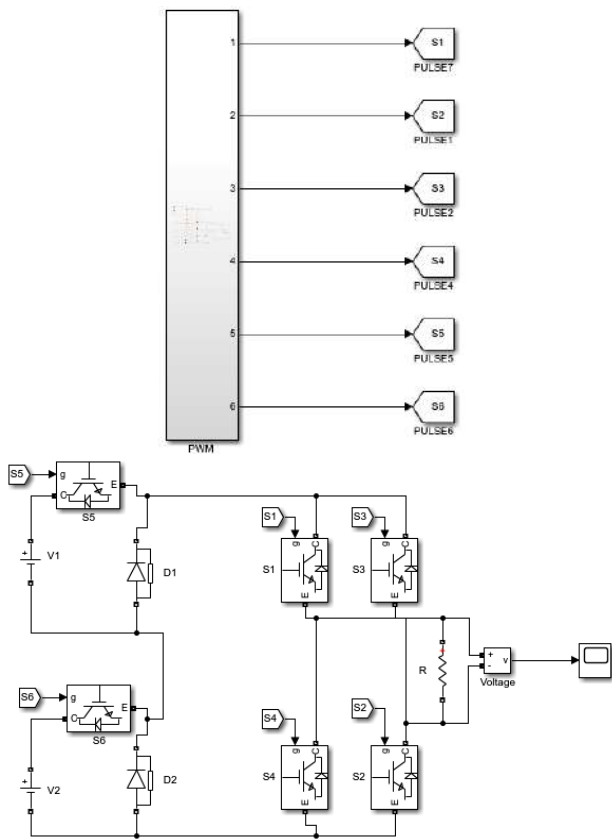 1
S1
PULSE7
2
S2
PULSE1
3
S3
PULSE2
4
S4
PULSE4
5
S5
PULSE5
6
S6
PULSE6
PWM
S5
g
C
E
S5
S1
S3
g
C
g
C
+
V1
D1
S1
S3
E
E
R
+
-
v
Voltage
S6
g
C
E
S6
S4
S2
g
C
g
C
+
V2
D2
S4
S2
E
E